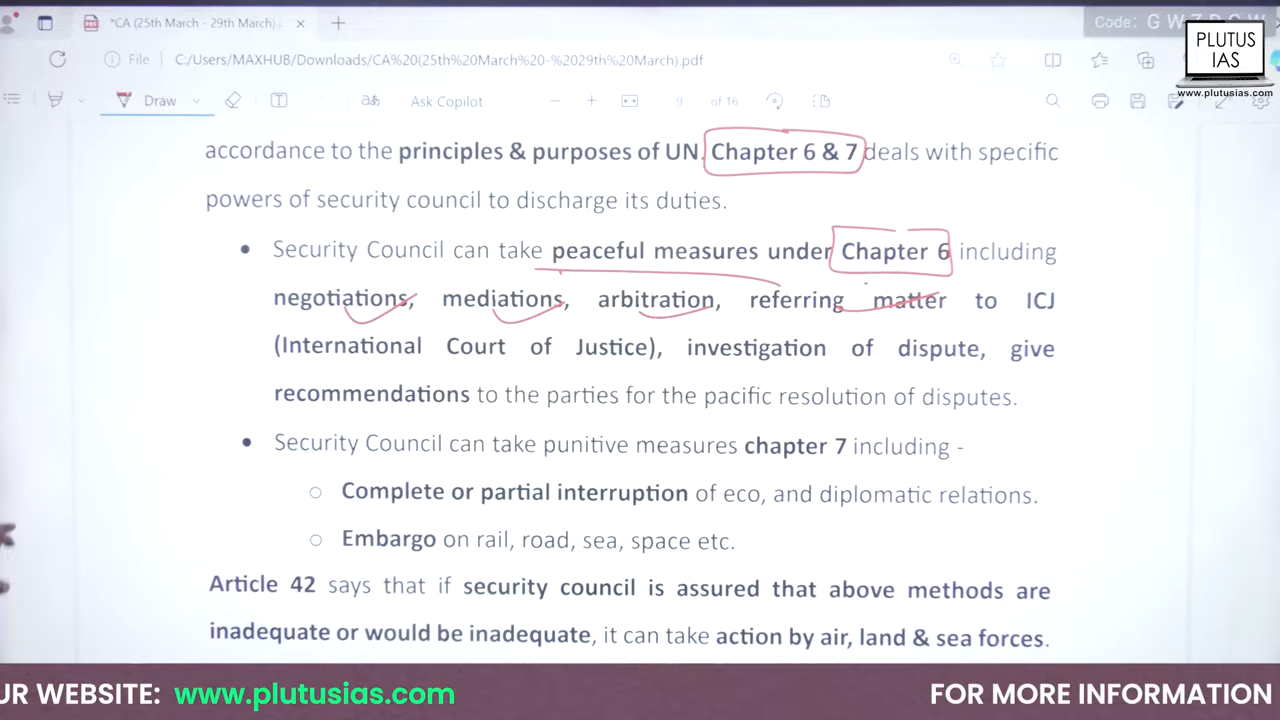 *CA (25th March - 29th March)
Code: G W Z D G W
PLUTUS
IAS
www.plutusias.com
File
C:/Users/MAXHUB/Downloads/CA%20(25th%20March%20-%2029th%20March).pdf
Draw
Ask Copilot
9
of 16
accordance to the principles & purposes of UN. Chapter 6 & 7 deals with specific
powers of security council to discharge its duties.
• Security Council can take peaceful measures under Chapter 6 including
negotiations, mediations, arbitration, referring matter to ICJ
(International Court of Justice), investigation of dispute, give
recommendations to the parties for the pacific resolution of disputes.
• Security Council can take punitive measures chapter 7 including -
○ Complete or partial interruption of eco, and diplomatic relations.
○ Embargo on rail, road, sea, space etc.
Article 42 says that if security council is assured that above methods are
inadequate or would be inadequate, it can take action by air, land & sea forces.
UR WEBSITE: www.plutusias.com
FOR MORE INFORMATION